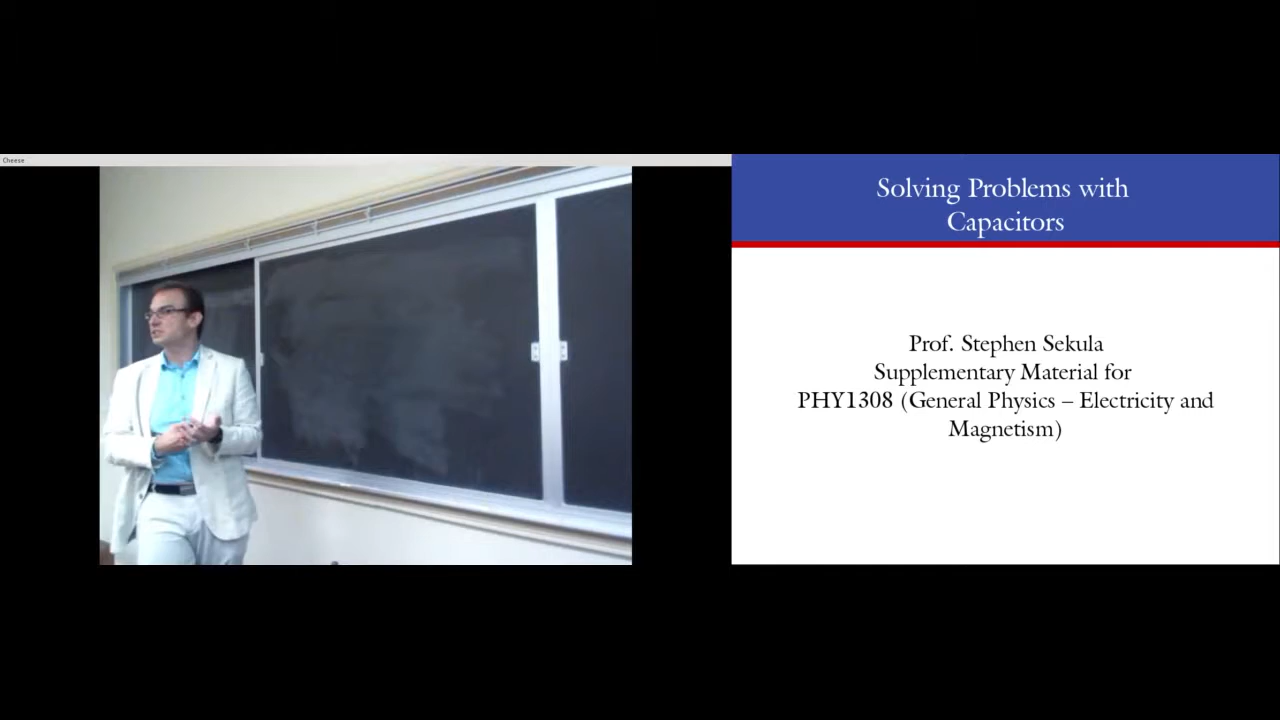 Cheese
Solving Problems with
Capacitors
Prof. Stephen Sekula
Supplementary Material for
PHY1308 (General Physics – Electricity and
Magnetism)